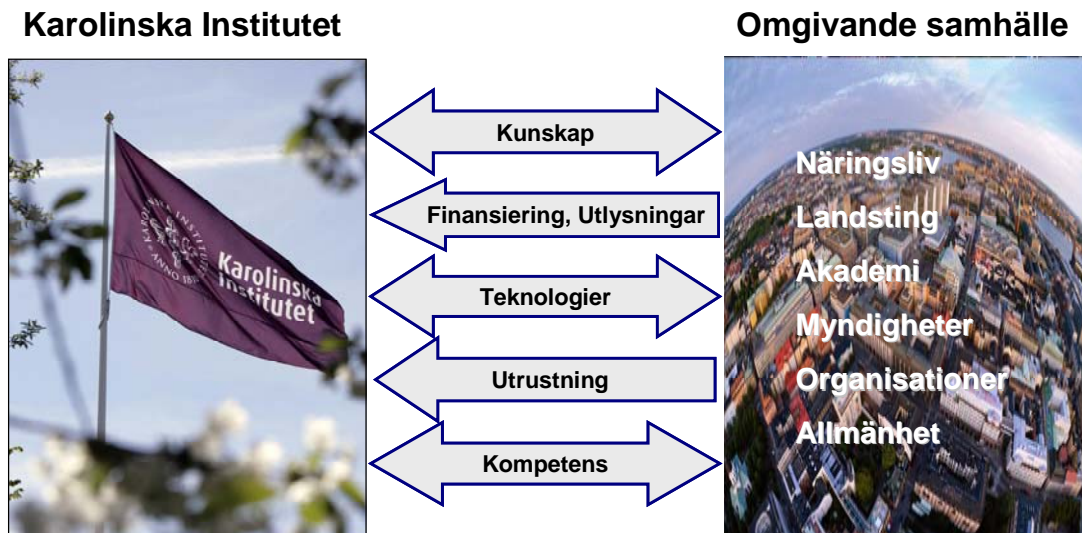 Karolinska Institutet
Omgivande samhälle
Kunskap
Finansiering, Utlysningar
Teknologier
Utrustning
Kompetens
Karolinska
Institutet
Näringsliv
Landsting
Akademi
Myndigheter
Organisationer
Allmänhet